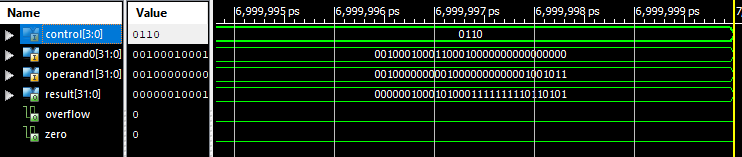 Name
Value
6,999,995 ps
6,999,996 ps
6,999,997 ps
6,999,998 ps
6,999,999 ps
7
control[3:0]
0110
0110
operand0[31:0]
00100010001
00100010001100010000000000000000
operand1[31:0]
00100000000
00100000000010000000000001001011
result[31:0]
00000010001
00000010001010001111111110110101
overflow
0
zero
0